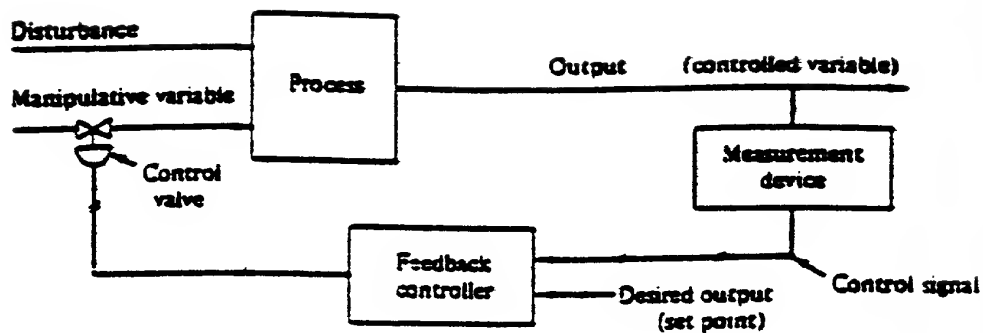 Disturbance
Process
Output (controlled variable)
Manipulative variable
Control
valve
Measurement
device
Feedback
controller
Control signal
Desired output
(set point)